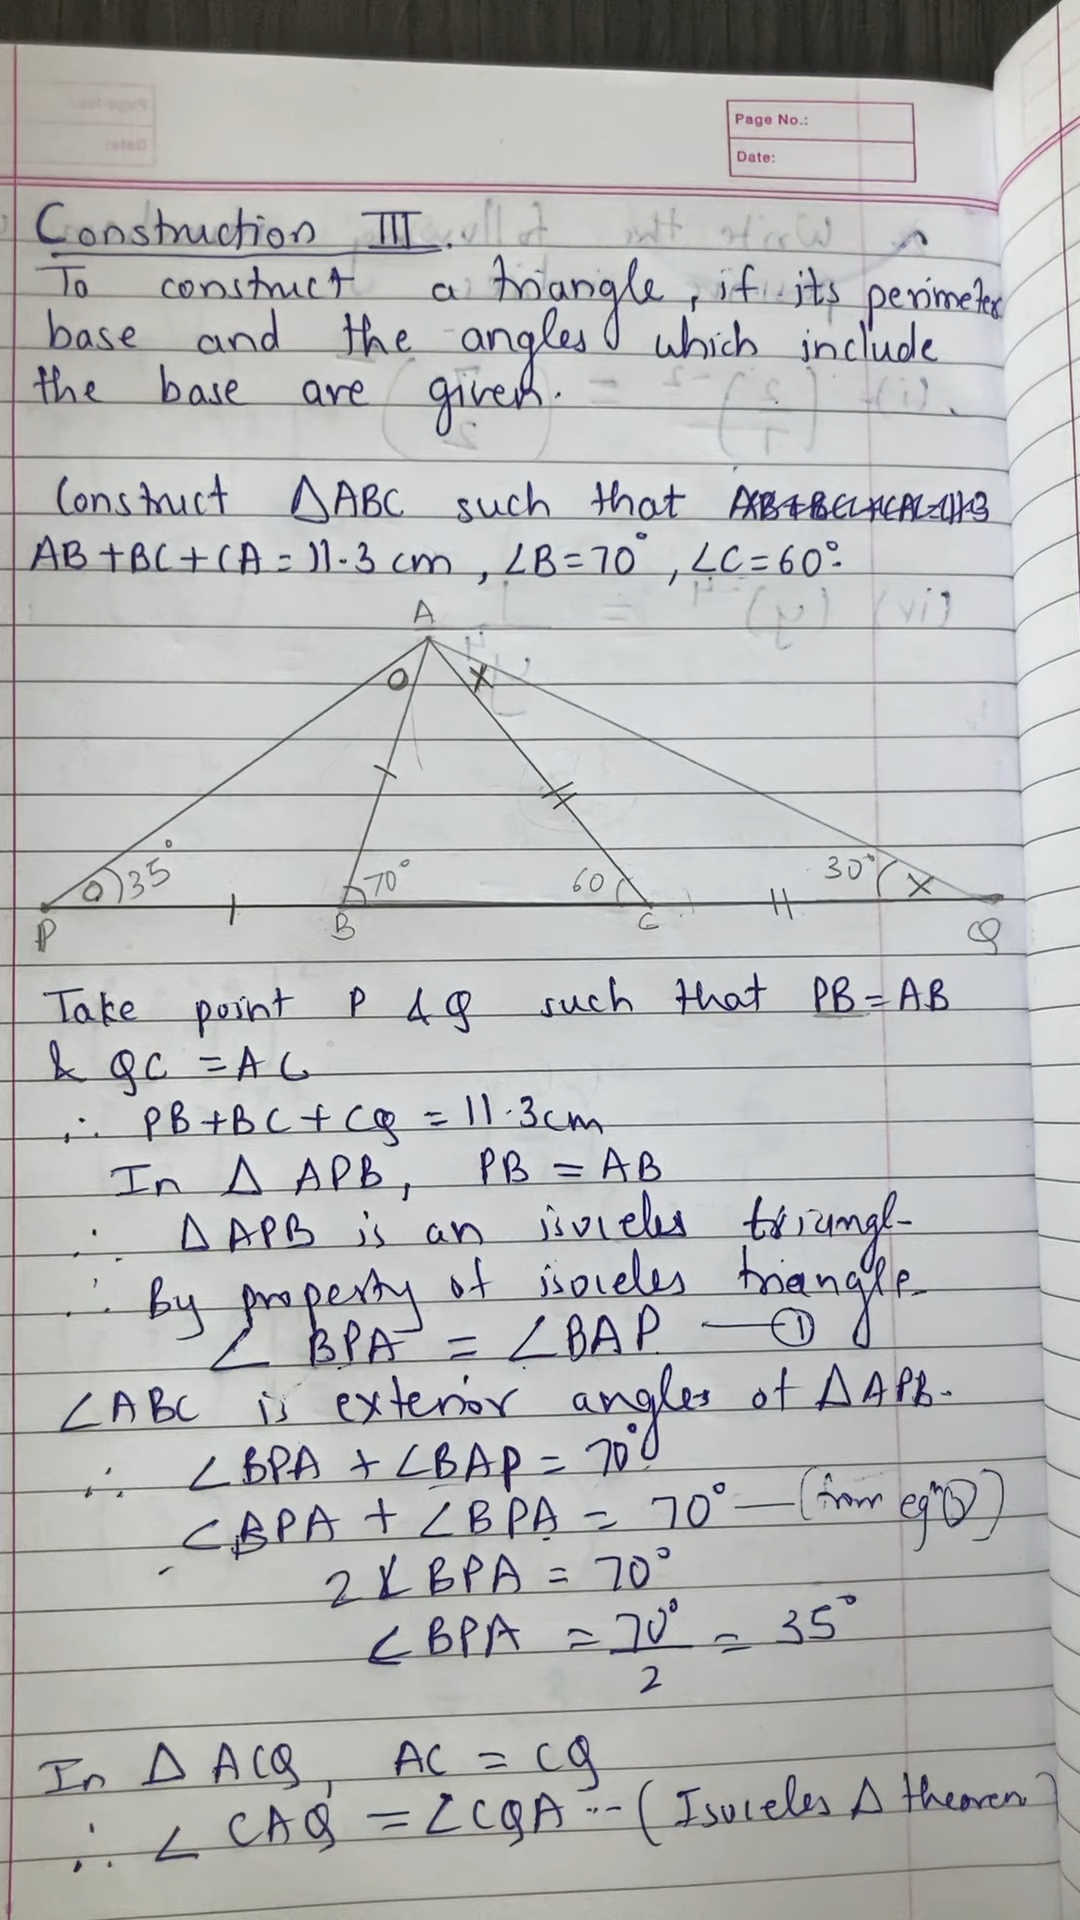 Page No.:
Date:
Construction III.
To construct a triangle, if its perimeter
base and the angles which include
the base are given.
Construct △ABC such that
AB+BC+CA=11.3 cm, ∠B=70°, ∠C=60°.
A
O
X
O 35°
70°
60
30° X
P
B
C
Q
Take point P & Q such that PB=AB
& QC = AC
∴ PB+BC+CQ = 11.3cm
In △ APB, PB = AB
∴ △APB is an isoceles triangle
∴ By property of isoceles triangle
∠ BPA = ∠BAP — ①
∠ABC is exterior angles of △APB.
∴ ∠BPA + ∠BAP = 70°
∠BPA + ∠BPA = 70° — (from eqⁿ ①)
2∠BPA = 70°
∠BPA = 70°/2 = 35°
In △ ACQ, AC = CQ
∴ ∠ CAQ = ∠CQA --- (Isoceles △ theorem)